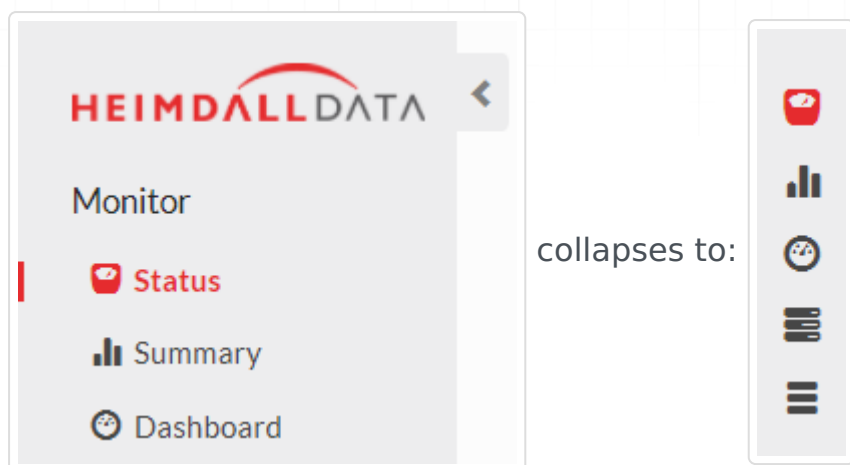 HEIMDALLDATA
Monitor
Status
Summary
Dashboard
collapses to: